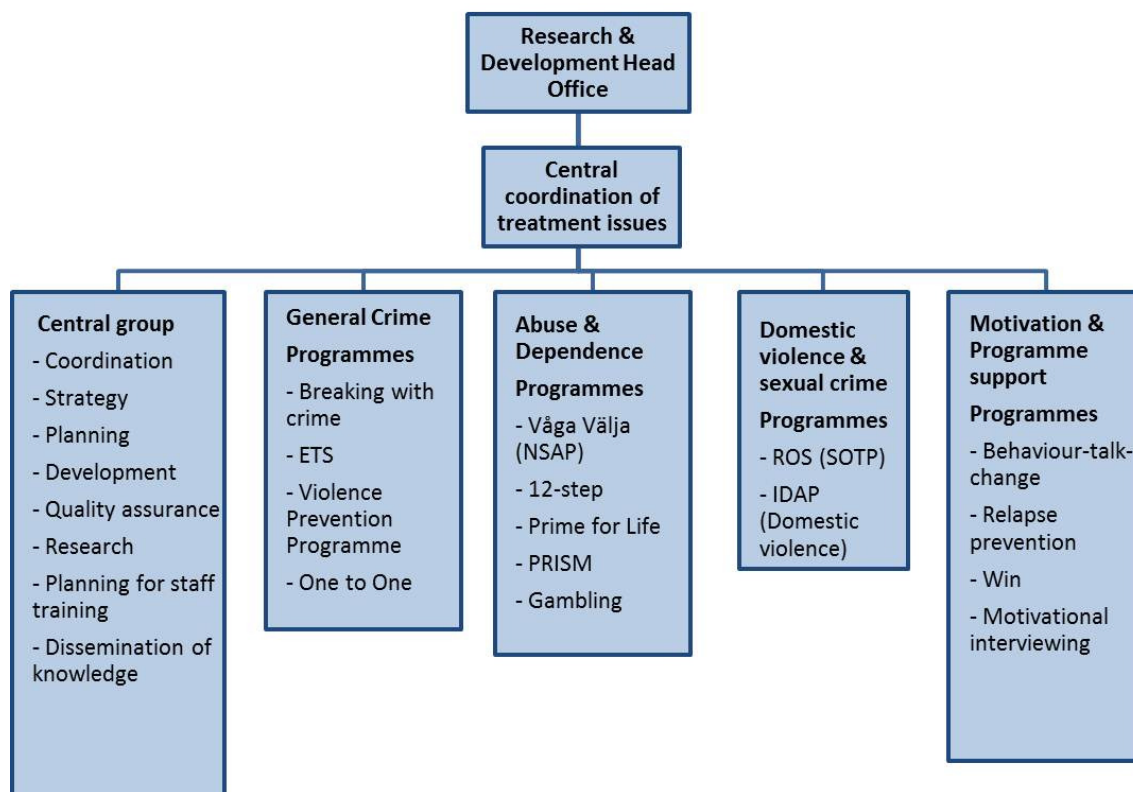 Research &
Development Head
Office
Central
coordination of
treatment issues
Central group
- Coordination
- Strategy
- Planning
- Development
- Quality assurance
- Research
- Planning for staff
training
- Dissemination of
knowledge
General Crime
Programmes
- Breaking with
crime
- ETS
- Violence
Prevention
Programme
- One to One
Abuse &
Dependence
Programmes
- Våga Välja
(NSAP)
- 12-step
- Prime for Life
- PRISM
- Gambling
Domestic
violence &
sexual crime
Programmes
- ROS (SOTP)
- IDAP
(Domestic
violence)
Motivation &
Programme
support
Programmes
- Behaviour-talk-
change
- Relapse
prevention
- Win
- Motivational
interviewing